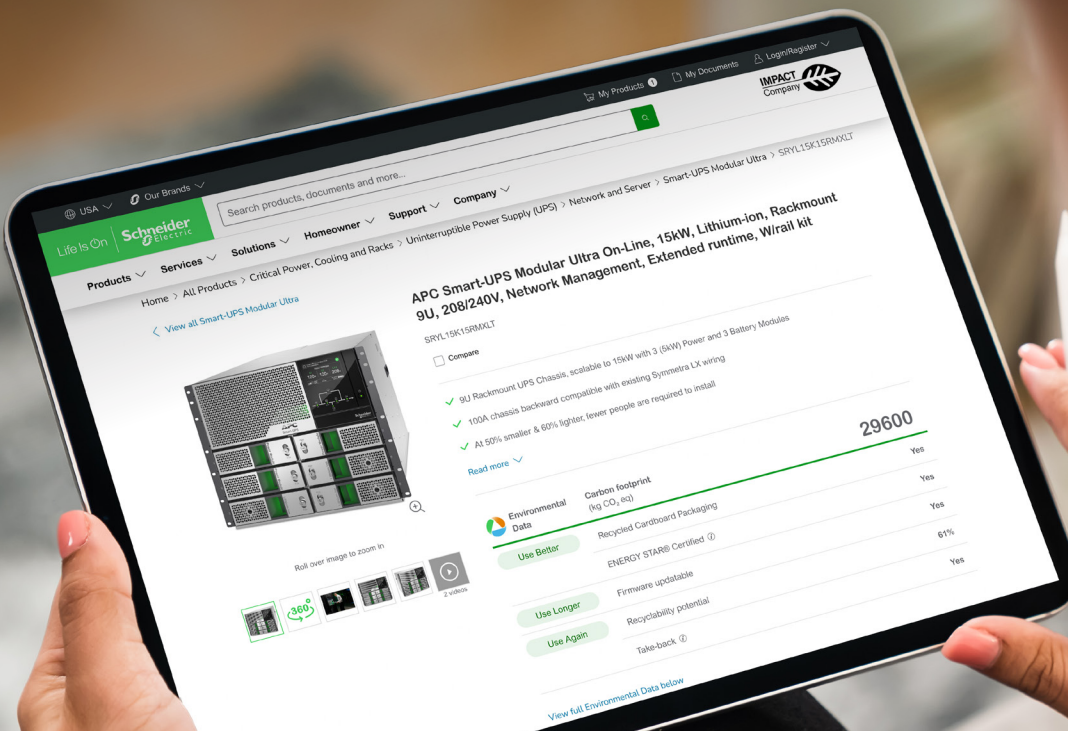 USA
Our Brands
My Products 1
My Documents
Login/Register
Life Is On
Schneider
Electric
Search products, documents and more...
IMPACT
Company
Products
Services
Solutions
Homeowner
Support
Company
Home > All Products > Critical Power, Cooling and Racks > Uninterruptible Power Supply (UPS) > Network and Server > Smart-UPS Modular Ultra > SRYL15K15RMXLT
View all Smart-UPS Modular Ultra
APC Smart-UPS Modular Ultra On-Line, 15kW, Lithium-ion, Rackmount
9U, 208/240V, Network Management, Extended runtime, W/rail kit
SRYL15K15RMXLT
Compare
9U Rackmount UPS Chassis, scalable to 15kW with 3 (5kW) Power and 3 Battery Modules
100A chassis backward compatible with existing Symmetra LX wiring
At 50% smaller & 60% lighter, fewer people are required to install
Read more
APC
Schneider
Roll over image to zoom in
360°
2 videos
Environmental
Data
Carbon footprint
(kg CO₂ eq)
29600
Use Better
Recycled Cardboard Packaging
Yes
ENERGY STAR® Certified
Yes
Use Longer
Firmware updatable
Yes
Use Again
Recyclability potential
61%
Take-back
Yes
View full Environmental Data below